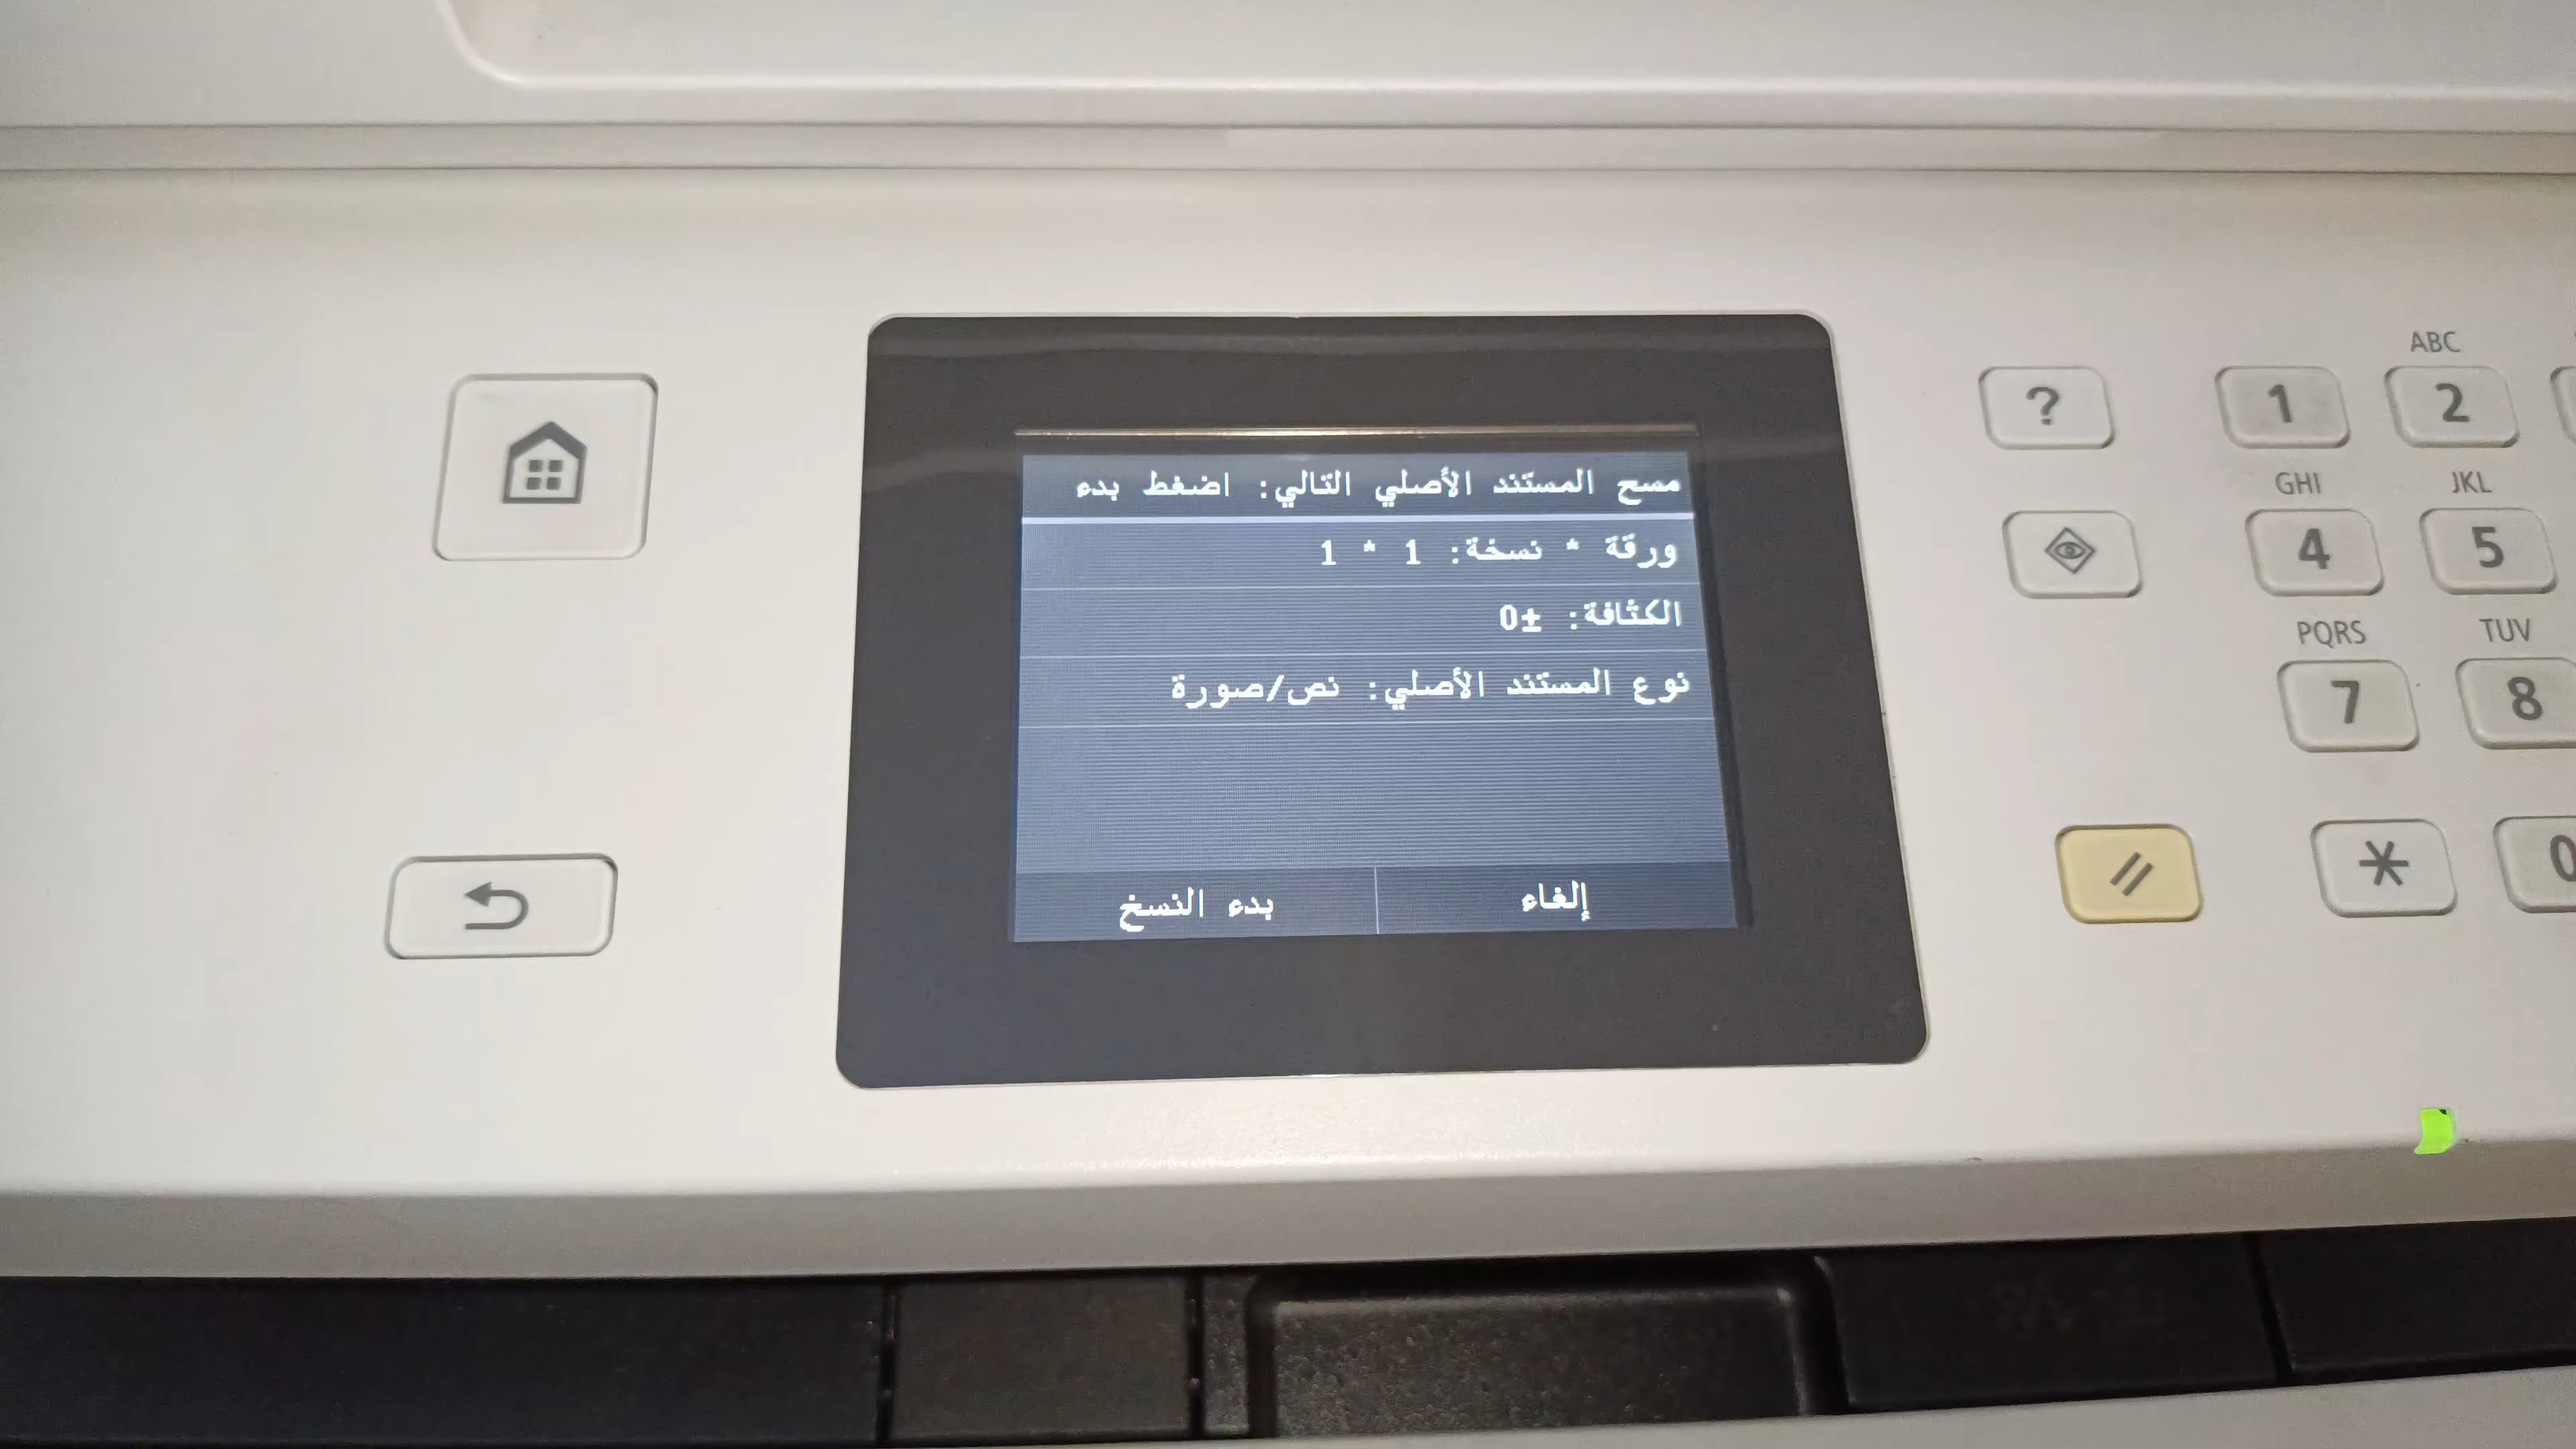 مسح المستند الأصلي التالي: اضغط بدء
ورقة * نسخة: 1 * 1
الكثافة: ±0
نوع المستند الأصلي: نص/صورة
إلغاء بدء النسخ
?
ABC
1 2
GHI JKL
4 5
PQRS TUV
7 8
* 0